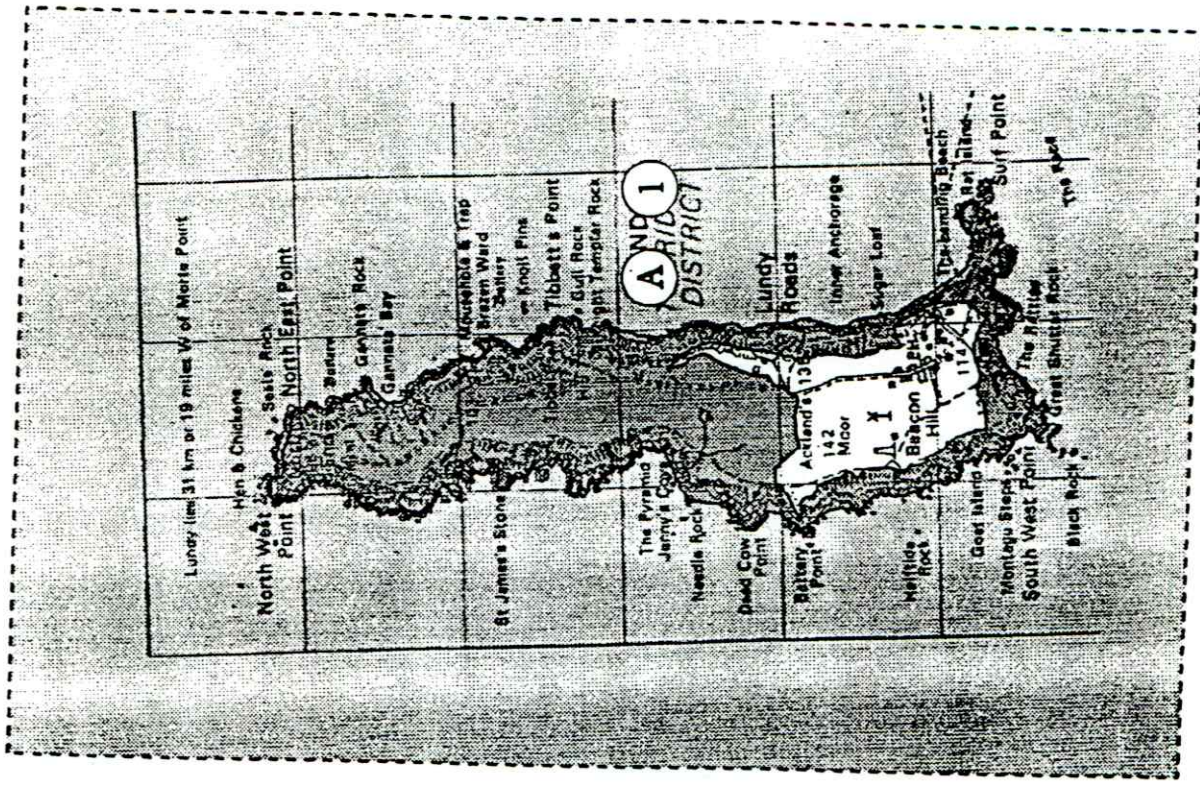 Lundy Iml 31 km or 19 miles W of Morte Point
Hen & Chickens
Seals Rock
North West
Point
North East Point
Gannets Rock
Gannets Bay
St James's Stone
& Trap
Brazen Ward
Battery
Knoll Pins
Tibbett's Point
Gull Rock
Templar Rock
The Pyramid
Jenny's Cove
Needle Rock
A
1
DISTRICT
Dead Cow
Point
Lundy
Roads
Battery
Point
Ackland's
142
Moor
Inner Anchorage
Sugar Loaf
Beacon
Hill
Halftide
Rock
114
The Landing Beach
Rat Island
Surf Point
Goat Island
Montagu Steps
South West Point
The Rattles
Great Shutter Rock
Black Rock
The Race